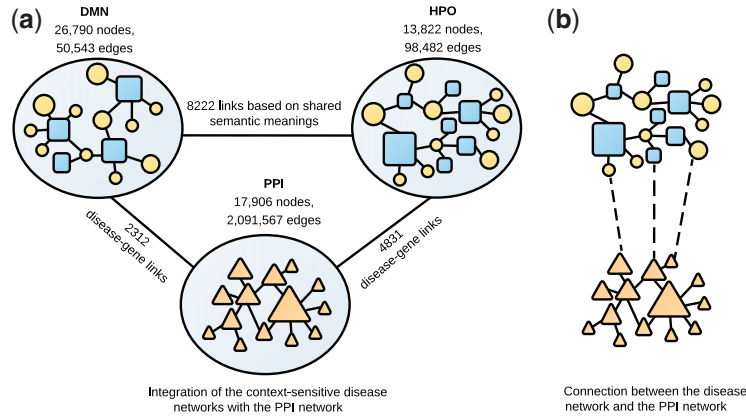 (a)
DMN
26,790 nodes,
50,543 edges
HPO
13,822 nodes,
98,482 edges
8222 links based on shared
semantic meanings
PPI
17,906 nodes,
2,091,567 edges
2312
disease-gene links
4831
disease-gene links
Integration of the context-sensitive disease
networks with the PPI network
(b)
Connection between the disease
network and the PPI network